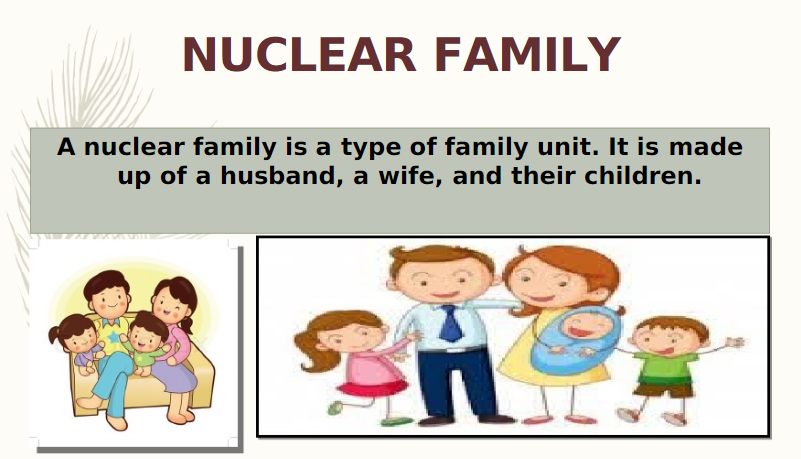 NUCLEAR FAMILY
A nuclear family is a type of family unit. It is made
up of a husband, a wife, and their children.